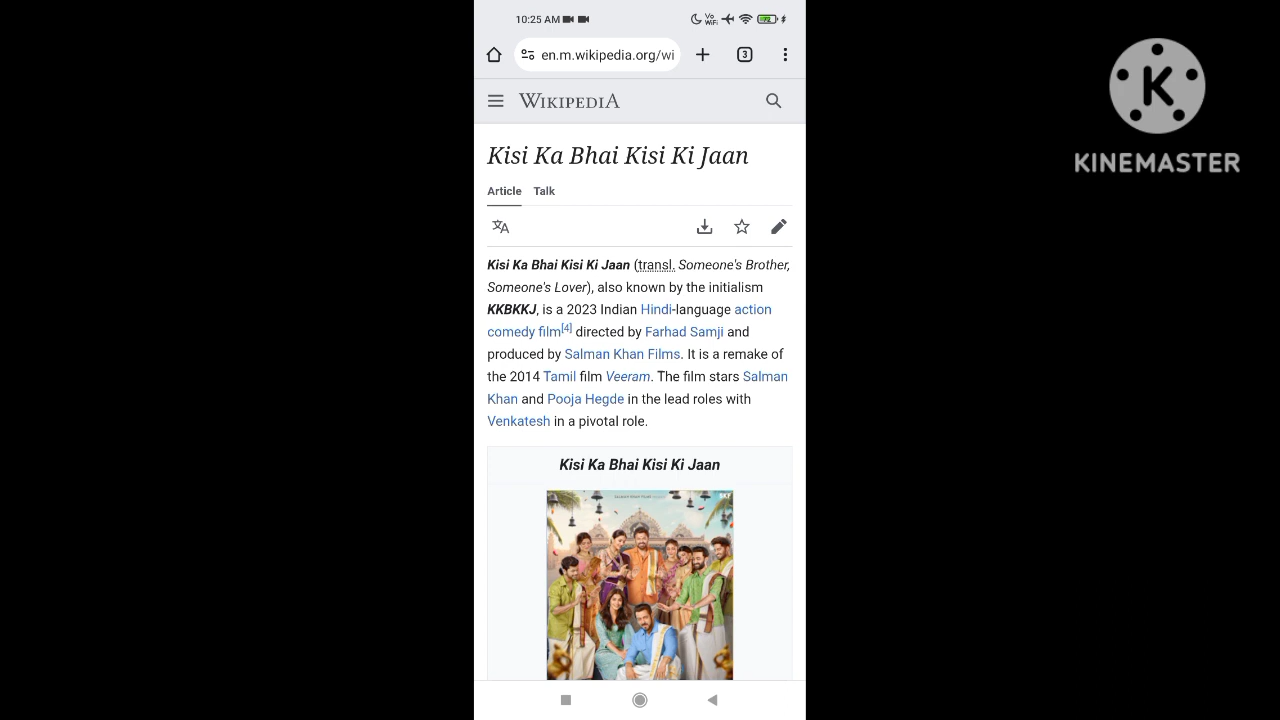 10:25 AM
Vo
WiFi
en.m.wikipedia.org/wi
3
WIKIPEDIA
Kisi Ka Bhai Kisi Ki Jaan
Article Talk
Kisi Ka Bhai Kisi Ki Jaan (transl. Someone's Brother,
Someone's Lover), also known by the initialism
KKBKKJ, is a 2023 Indian Hindi-language action
comedy film[4] directed by Farhad Samji and
produced by Salman Khan Films. It is a remake of
the 2014 Tamil film Veeram. The film stars Salman
Khan and Pooja Hegde in the lead roles with
Venkatesh in a pivotal role.
Kisi Ka Bhai Kisi Ki Jaan
K
KINEMASTER